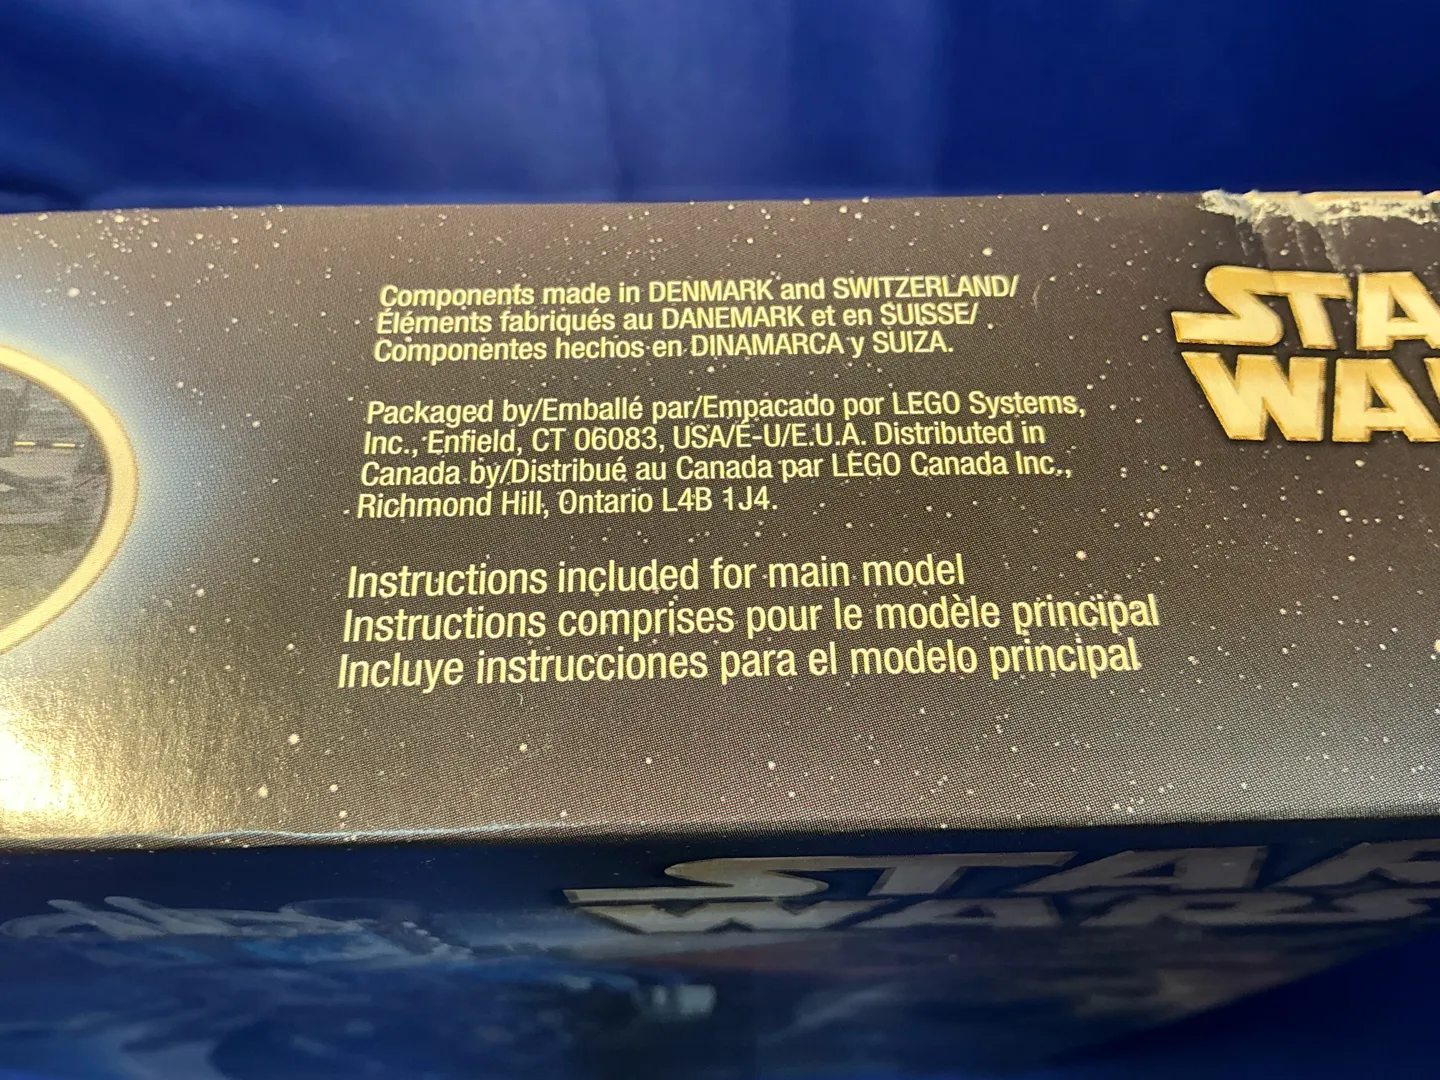 Components made in DENMARK and SWITZERLAND/
Éléments fabriqués au DANEMARK et en SUISSE/
Componentes hechos en DINAMARCA y SUIZA.
Packaged by/Emballé par/Empacado por LEGO Systems,
Inc., Enfield, CT 06083, USA/É-U/E.U.A. Distributed in
Canada by/Distribué au Canada par LEGO Canada Inc.,
Richmond Hill, Ontario L4B 1J4.
Instructions included for main model
Instructions comprises pour le modèle principal
Incluye instrucciones para el modelo principal
STA
WA
STAR
WARS